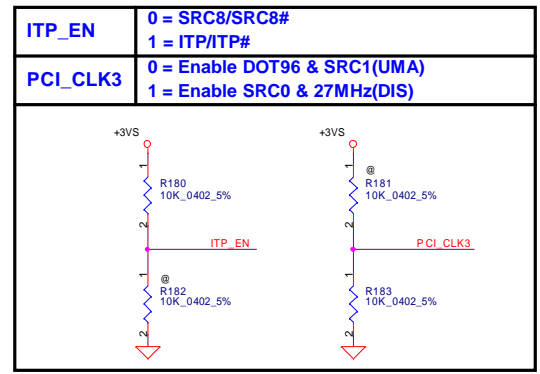 ITP_EN
0 = SRC8/SRC8#
1 = ITP/ITP#
PCI_CLK3
0 = Enable DOT96 & SRC1(UMA)
1 = Enable SRC0 & 27MHz(DIS)
+3VS
+3VS
1
R180
10K_0402_5%
2
1
@
R181
10K_0402_5%
2
ITP_EN
PCI_CLK3
1
@
R182
10K_0402_5%
2
1
R183
10K_0402_5%
2